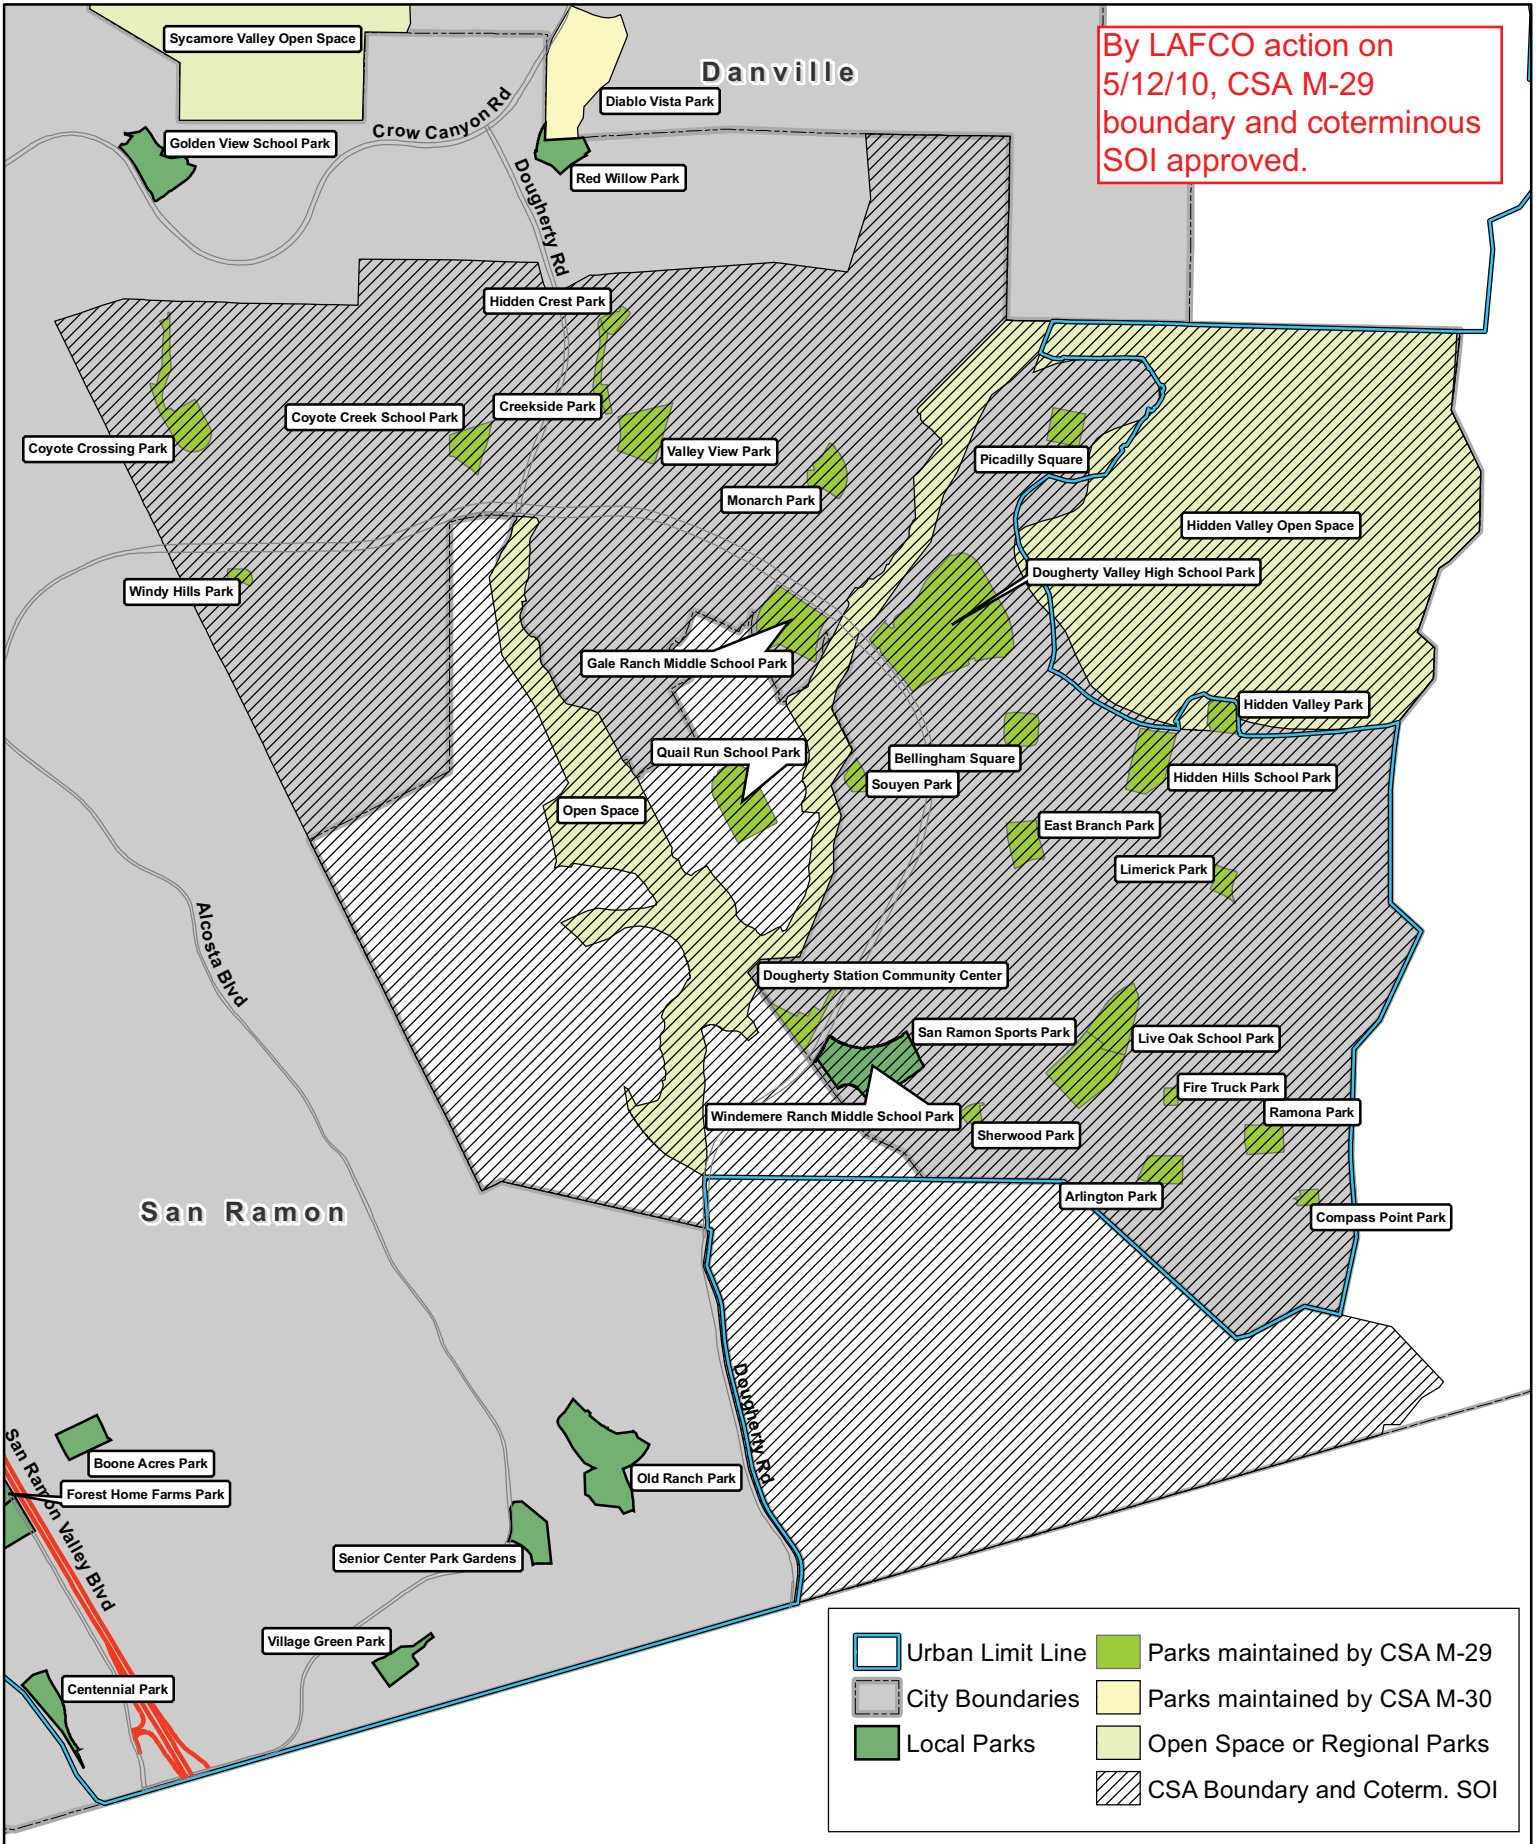 Sycamore Valley Open Space
Danville
By LAFCO action on
5/12/10, CSA M-29
boundary and coterminous
SOI approved.
Diablo Vista Park
Crow Canyon Rd
Golden View School Park
Red Willow Park
Dougherty Rd
Hidden Crest Park
Creekside Park
Coyote Creek School Park
Coyote Crossing Park
Valley View Park
Picadilly Square
Monarch Park
Hidden Valley Open Space
Dougherty Valley High School Park
Windy Hills Park
Gale Ranch Middle School Park
Hidden Valley Park
Quail Run School Park
Bellingham Square
Hidden Hills School Park
Souyen Park
Open Space
East Branch Park
Limerick Park
Alcosta Blvd
Dougherty Station Community Center
San Ramon Sports Park
Live Oak School Park
Fire Truck Park
Ramona Park
Windemere Ranch Middle School Park
Sherwood Park
Arlington Park
San Ramon
Compass Point Park
Dougherty Rd
San Ramon Valley Blvd
Boone Acres Park
Old Ranch Park
Forest Home Farms Park
Senior Center Park Gardens
Village Green Park
Centennial Park
Urban Limit Line
City Boundaries
Local Parks
Parks maintained by CSA M-29
Parks maintained by CSA M-30
Open Space or Regional Parks
CSA Boundary and Coterm. SOI